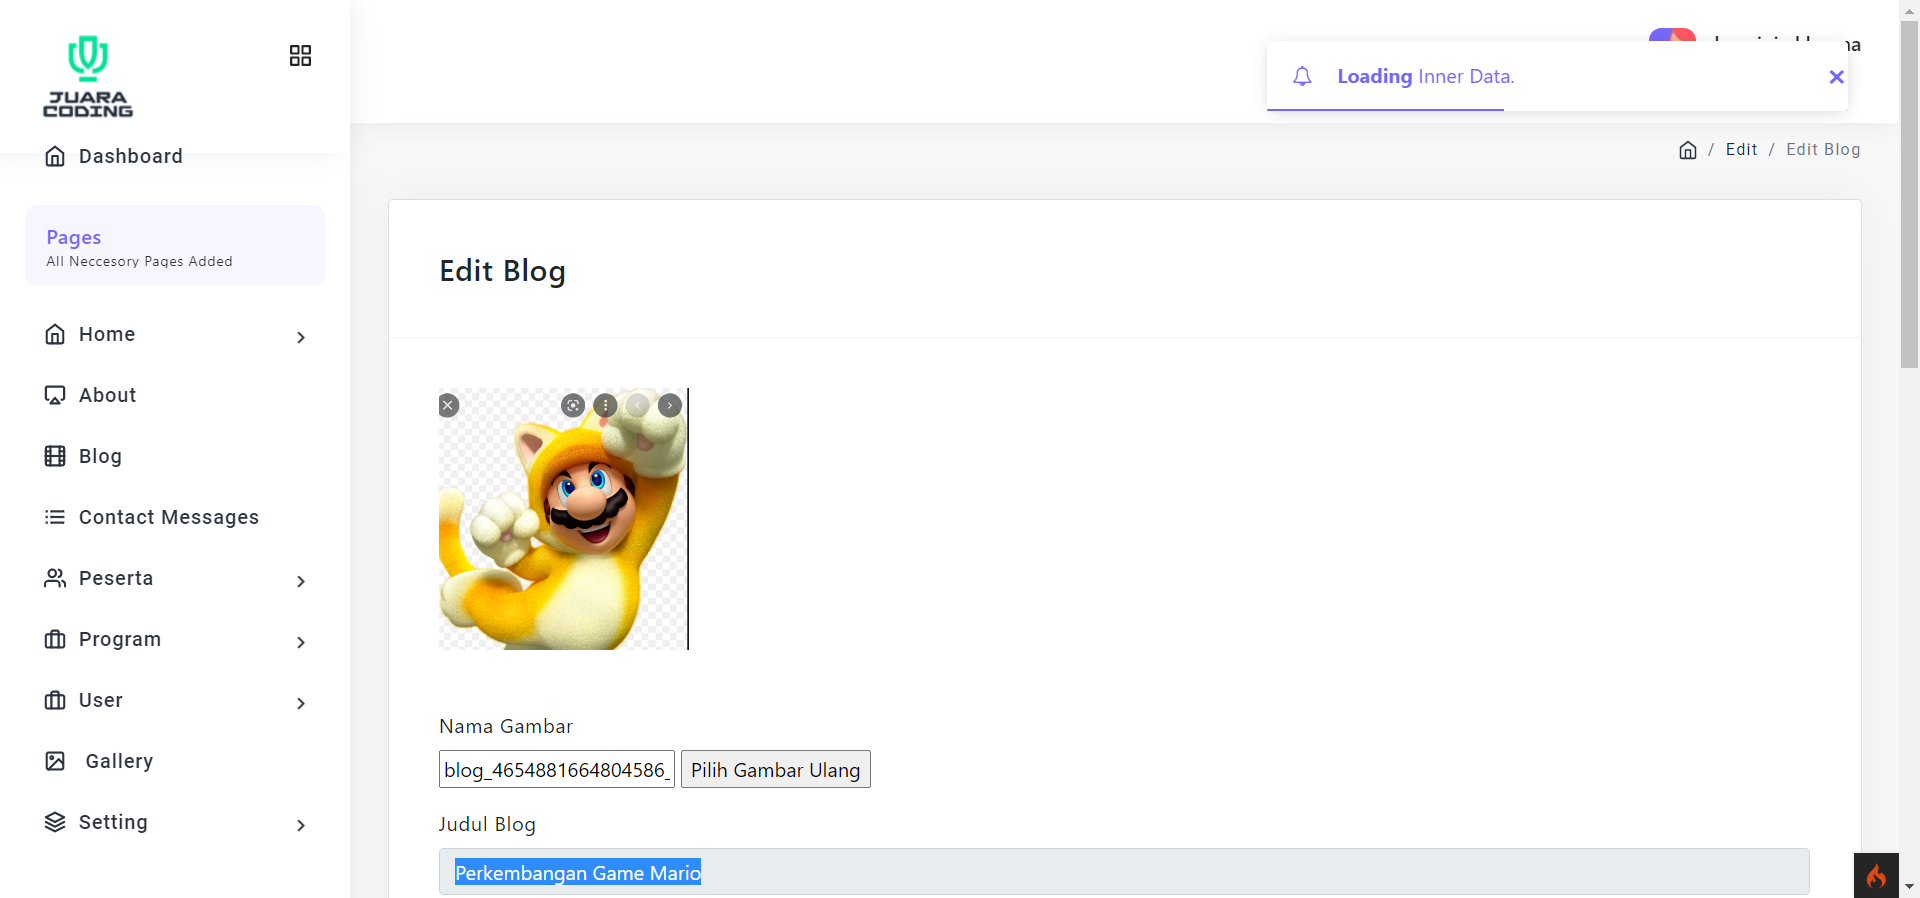 JUARA
CODING
Loading Inner Data.
Dashboard
/ Edit / Edit Blog
Pages
All Neccesory Pages Added
Edit Blog
Home
About
Blog
Contact Messages
Peserta
Program
User
Gallery
Setting
Nama Gambar
blog_4654881664804586_
Pilih Gambar Ulang
Judul Blog
Perkembangan Game Mario